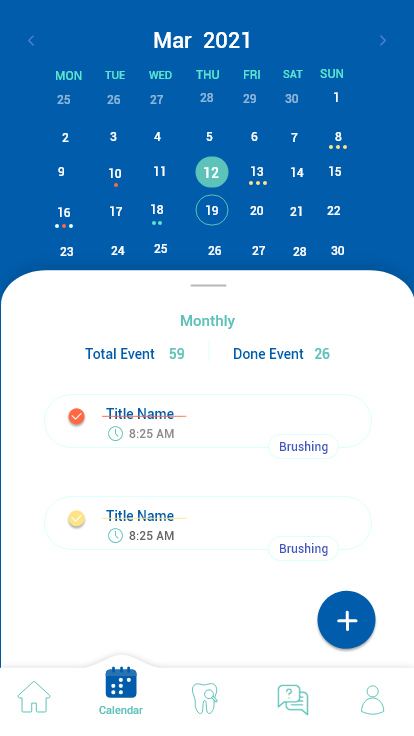 Mar 2021
MON TUE WED THU FRI SAT SUN
25 26 27 28 29 30 1
2 3 4 5 6 7 8
9 10 11 12 13 14 15
16 17 18 19 20 21 22
23 24 25 26 27 28 30
Monthly
Total Event 59 Done Event 26
Title Name
8:25 AM
Brushing
Title Name
8:25 AM
Brushing
Calendar